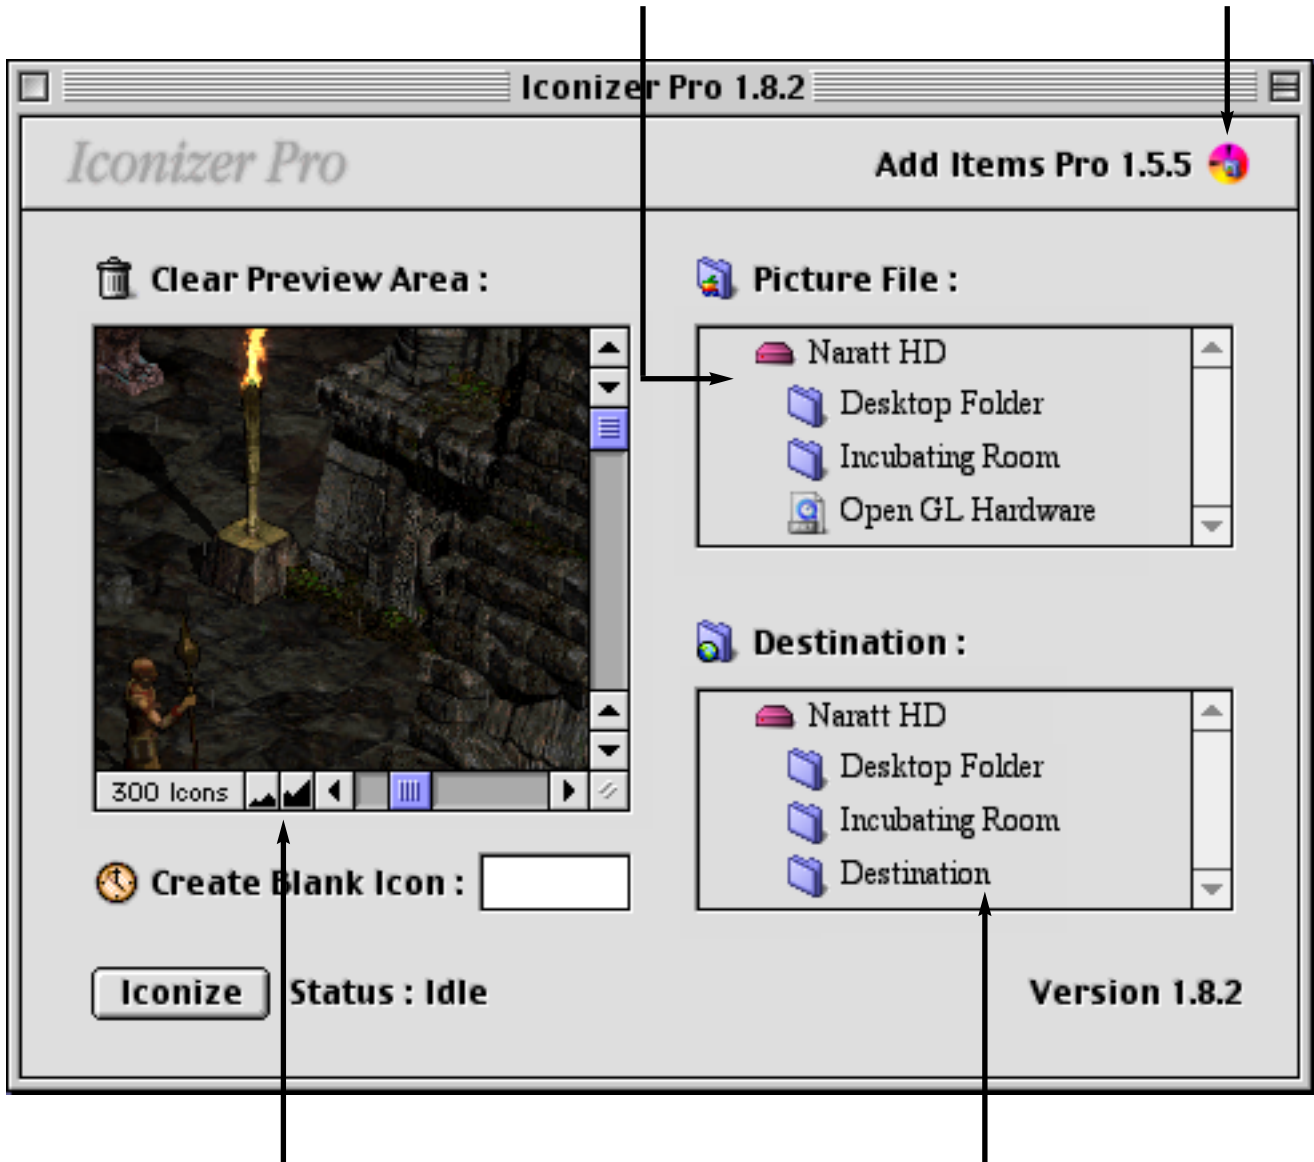 Iconizer Pro 1.8.2
Iconizer Pro
Add Items Pro 1.5.5
Clear Preview Area :
300 Icons
Create Blank Icon :
Iconize
Status : Idle
Picture File :
Naratt HD
Desktop Folder
Incubating Room
Open GL Hardware
Destination :
Naratt HD
Desktop Folder
Incubating Room
Destination
Version 1.8.2